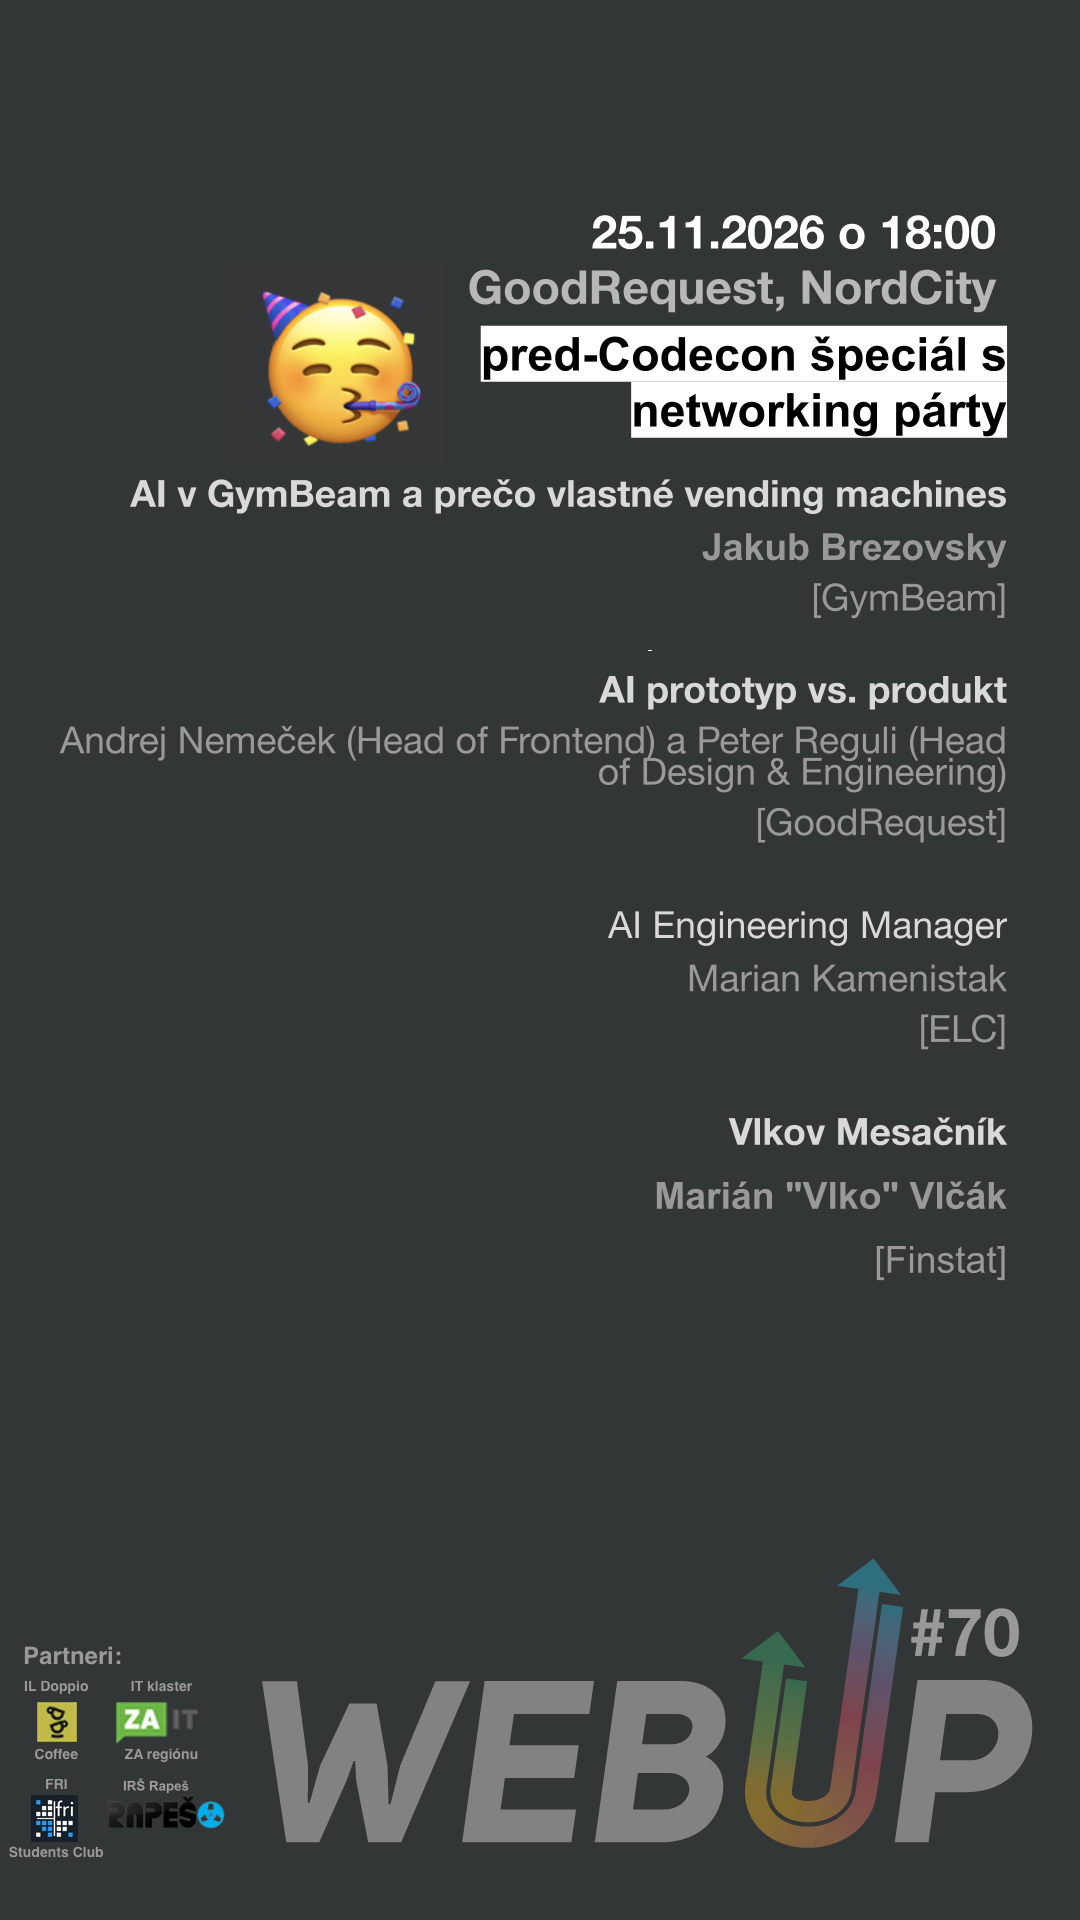 25.11.2026 o 18:00
GoodRequest, NordCity
pred-Codecon špeciál s
networking párty
AI v GymBeam a prečo vlastné vending machines
Jakub Brezovsky
[GymBeam]
-
AI prototyp vs. produkt
Andrej Nemeček (Head of Frontend) a Peter Reguli (Head
of Design & Engineering)
[GoodRequest]
AI Engineering Manager
Marian Kamenistak
[ELC]
Vlkov Mesačník
Marián "Vlko" Vlčák
[Finstat]
#70
WEBUP
Partneri:
IL Doppio
Coffee
IT klaster
ZA IT
ZA regiónu
FRI
fri
Students Club
IRŠ Rapeš
RAPEŠ